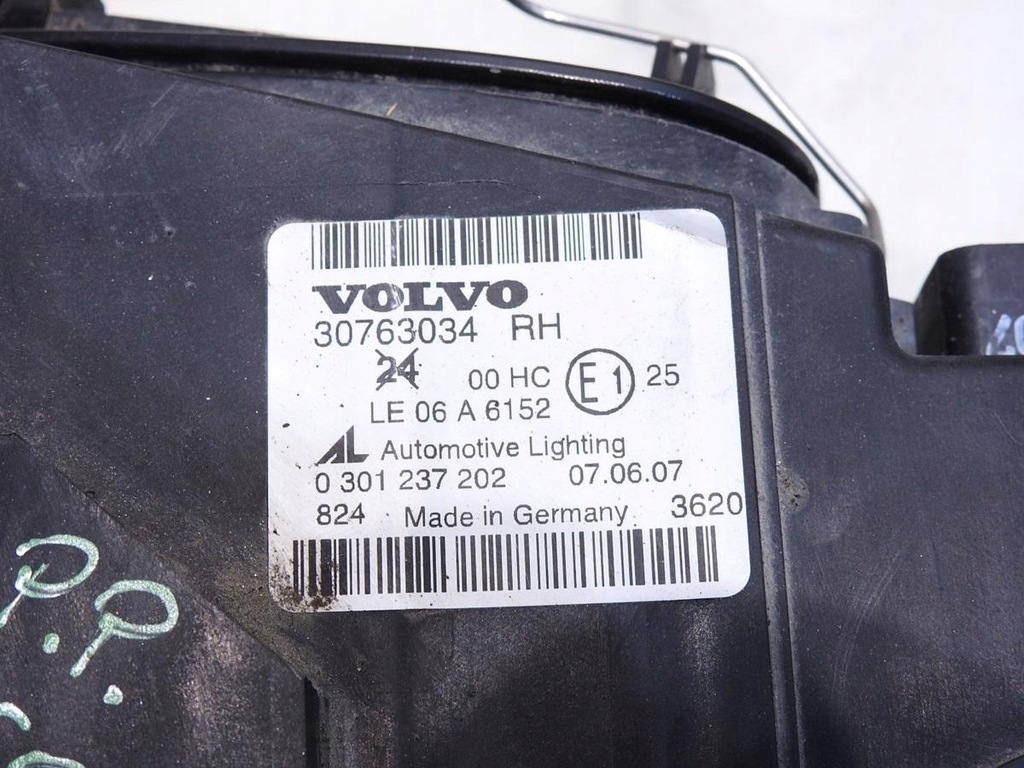 VOLVO
30763034 RH
24 00 HC E1 25
LE 06 A 6152
AL Automotive Lighting
0 301 237 202 07.06.07
824 Made in Germany 3620
P.P.